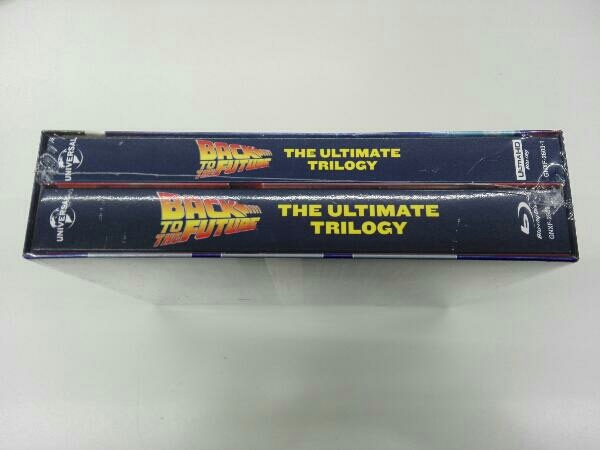 UNIVERSAL
BACK
TO THE FUTURE
THE ULTIMATE
TRILOGY
ULTRA HD
Blu-ray
UNIVERSAL
BACK
TO THE FUTURE
THE ULTIMATE
TRILOGY
Blu-ray